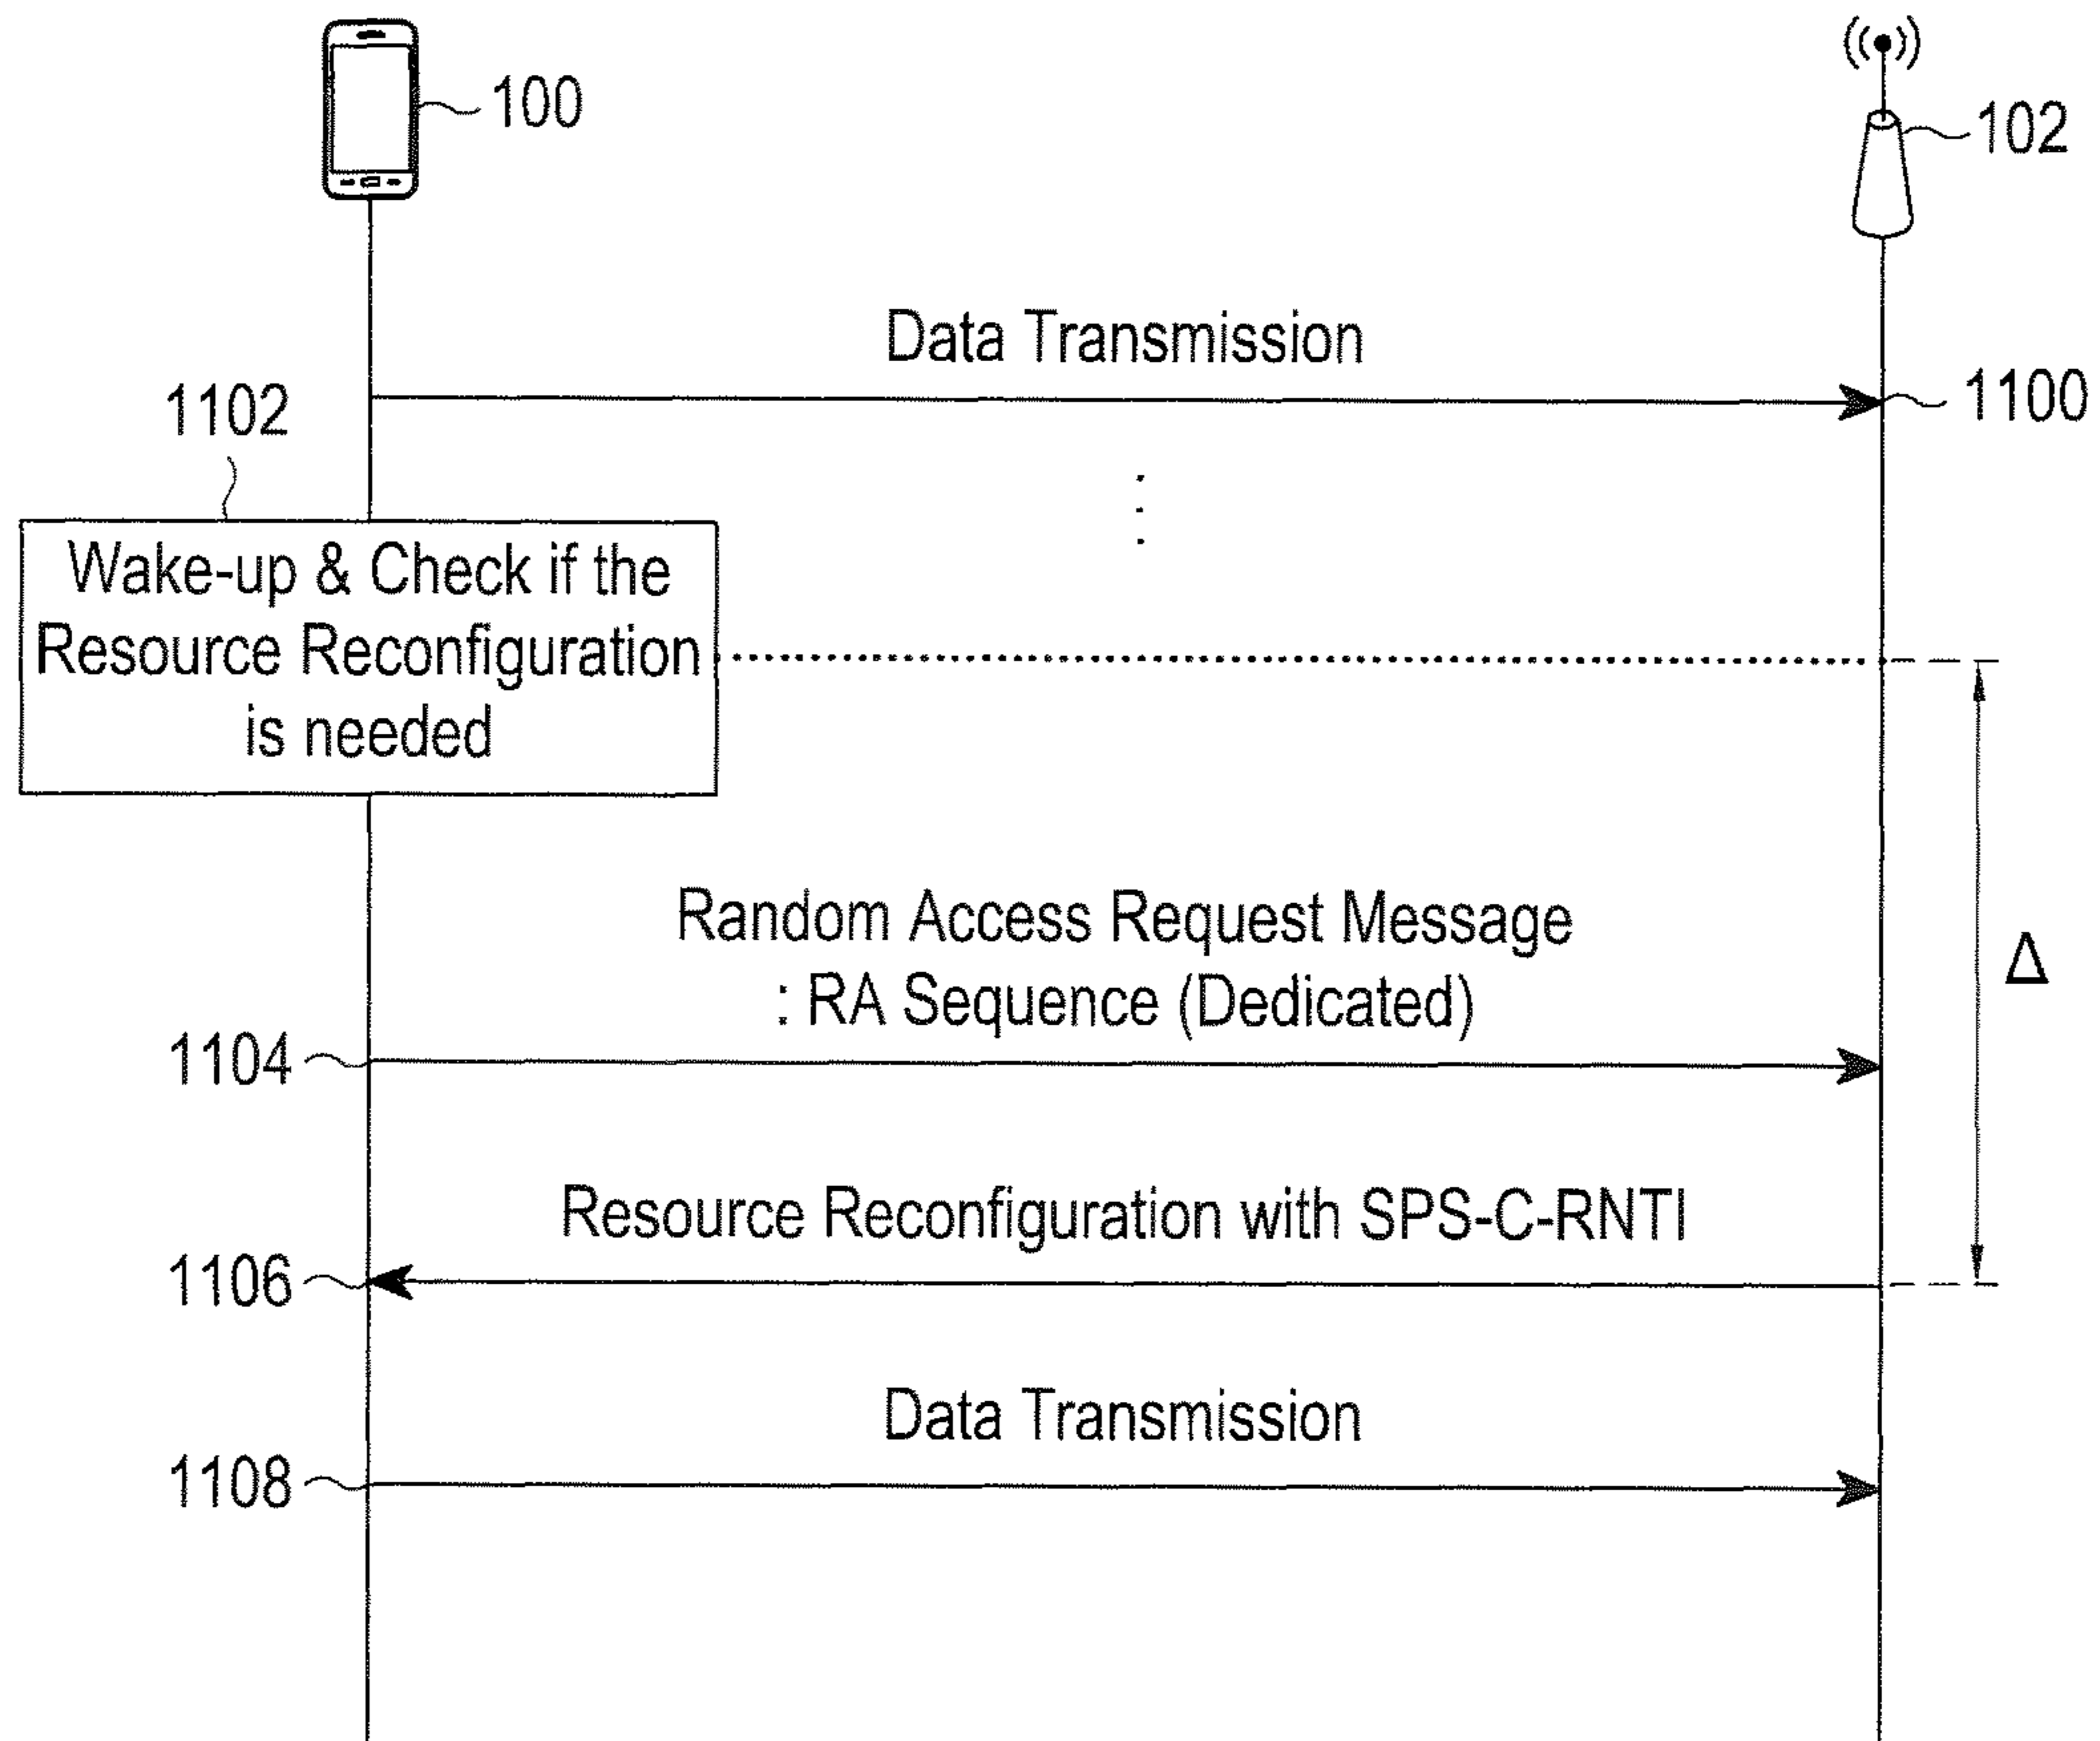 100
102
Data Transmission
1100
1102
Wake-up & Check if the
Resource Reconfiguration
is needed
Random Access Request Message
: RA Sequence (Dedicated)
Δ
1104
Resource Reconfiguration with SPS-C-RNTI
1106
Data Transmission
1108